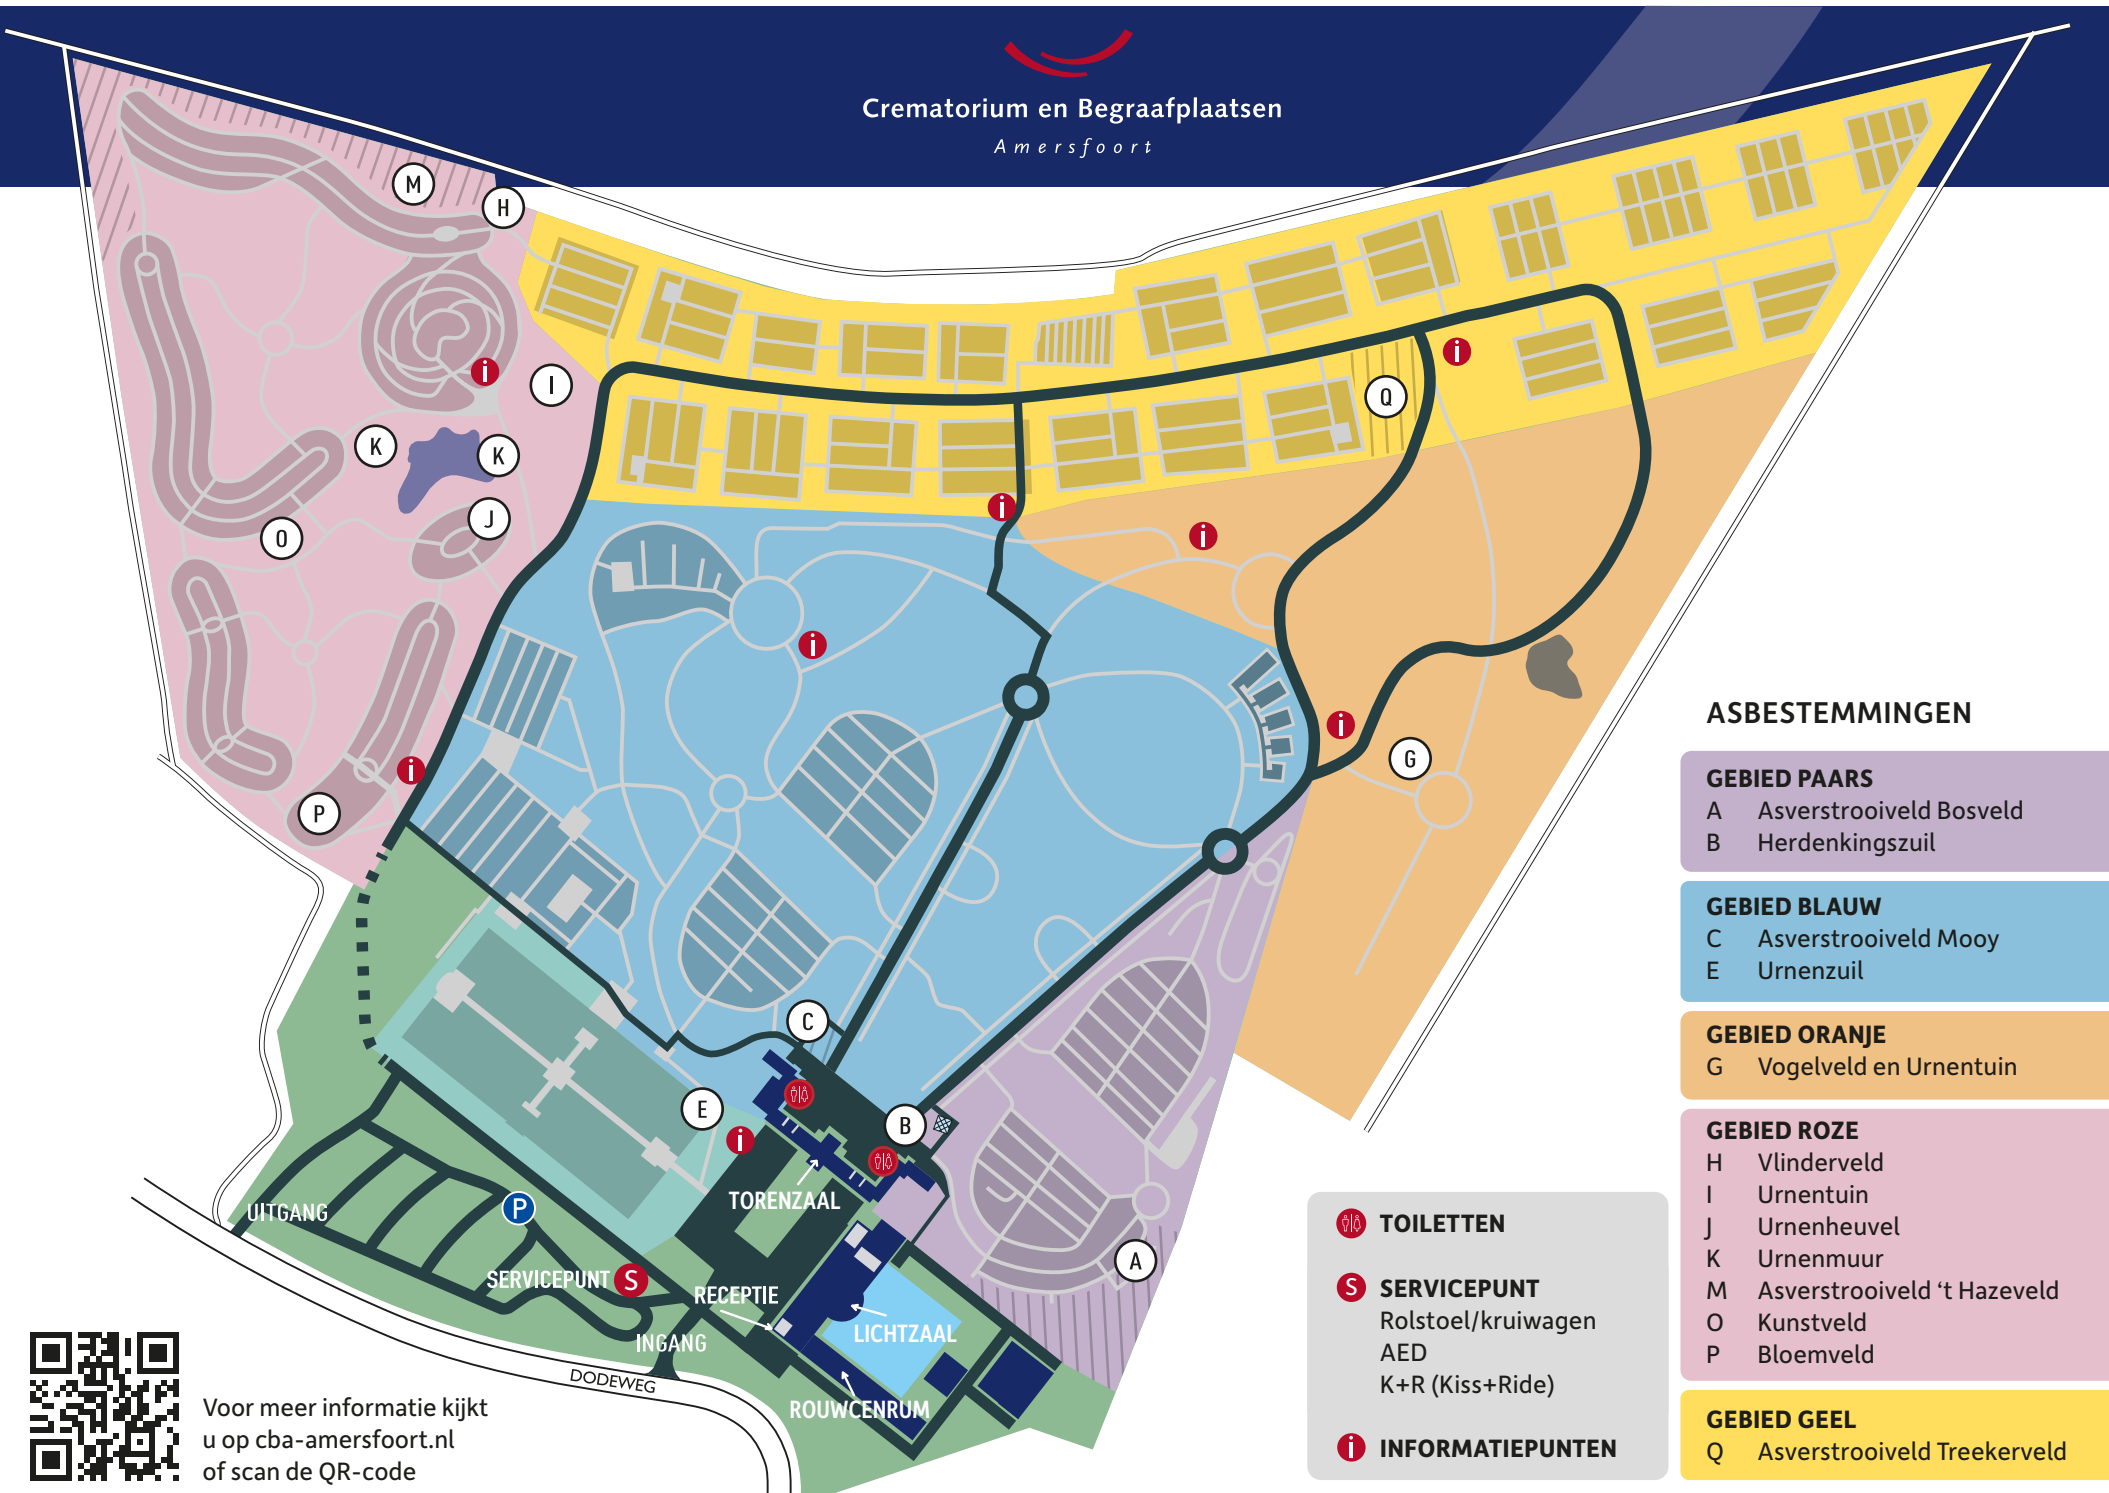 Crematorium en Begraafplaatsen
Amersfoort
M
H
I
K
K
J
O
P
Q
i
i
i
i
i
i
i
i
G
C
E
B
A
i
TORENZAAL
UITGANG
P
SERVICEPUNT S
RECEPTIE
LICHTZAAL
INGANG
DODEWEG
ROUWCENRUM
Voor meer informatie kijkt
u op cba-amersfoort.nl
of scan de QR-code
TOILETTEN
S SERVICEPUNT
Rolstoel/kruiwagen
AED
K+R (Kiss+Ride)
i INFORMATIEPUNTEN
ASBESTEMMINGEN
GEBIED PAARS
A Asverstrooiveld Bosveld
B Herdenkingszuil
GEBIED BLAUW
C Asverstrooiveld Mooy
E Urnenzuil
GEBIED ORANJE
G Vogelveld en Urnentuin
GEBIED ROZE
H Vlinderveld
I Urnentuin
J Urnenheuvel
K Urnenmuur
M Asverstrooiveld ‘t Hazeveld
O Kunstveld
P Bloemveld
GEBIED GEEL
Q Asverstrooiveld Treekerveld